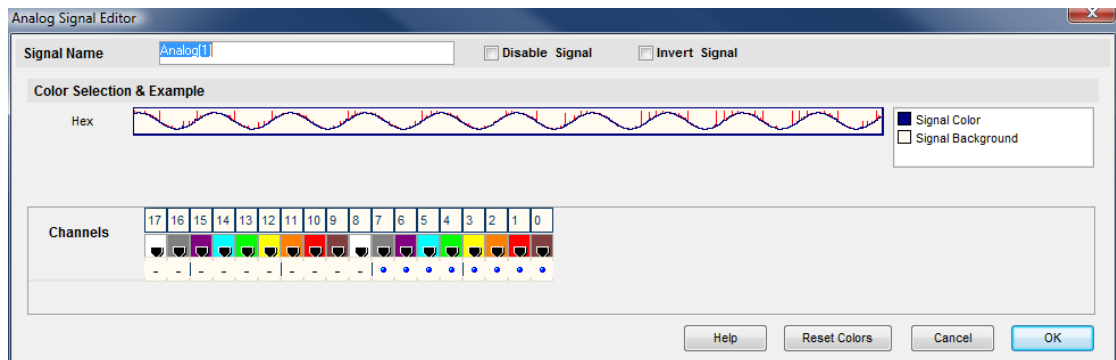 Analog Signal Editor
Signal Name Analog[1] Disable Signal Invert Signal
Color Selection & Example
Hex Signal Color
Signal Background
17 16 15 14 13 12 11 10 9 8 7 6 5 4 3 2 1 0
Channels
Help Reset Colors Cancel OK